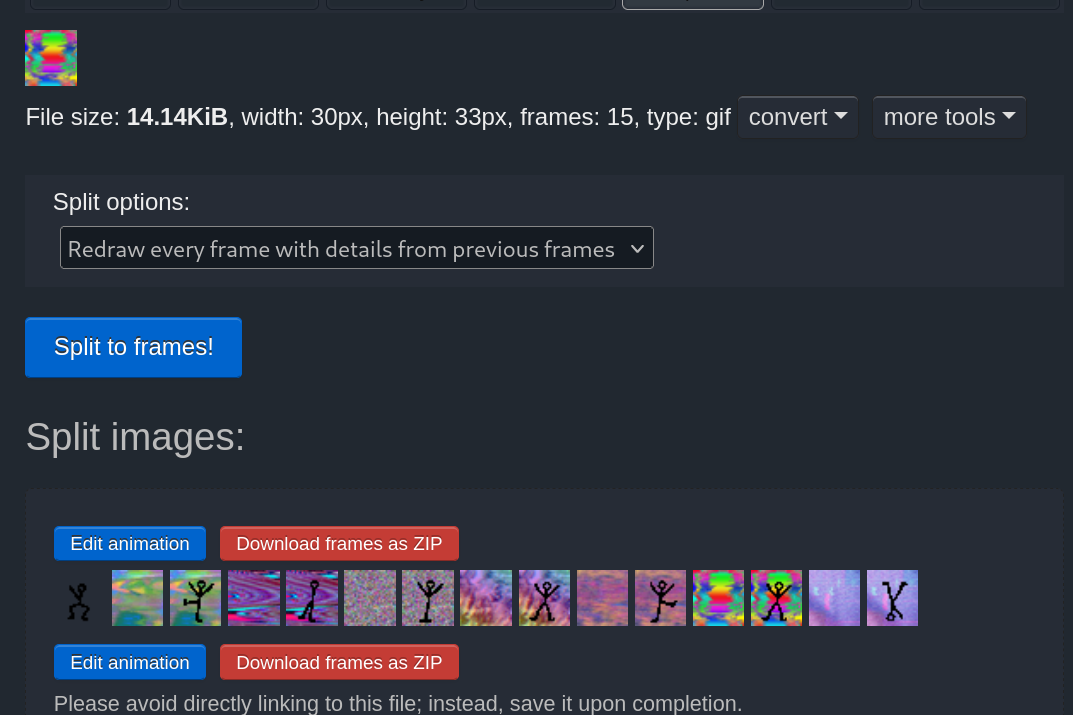 File size: 14.14KiB, width: 30px, height: 33px, frames: 15, type: gif convert more tools
Split options:
Redraw every frame with details from previous frames
Split to frames!
Split images:
Edit animation Download frames as ZIP
Edit animation Download frames as ZIP
Please avoid directly linking to this file; instead, save it upon completion.